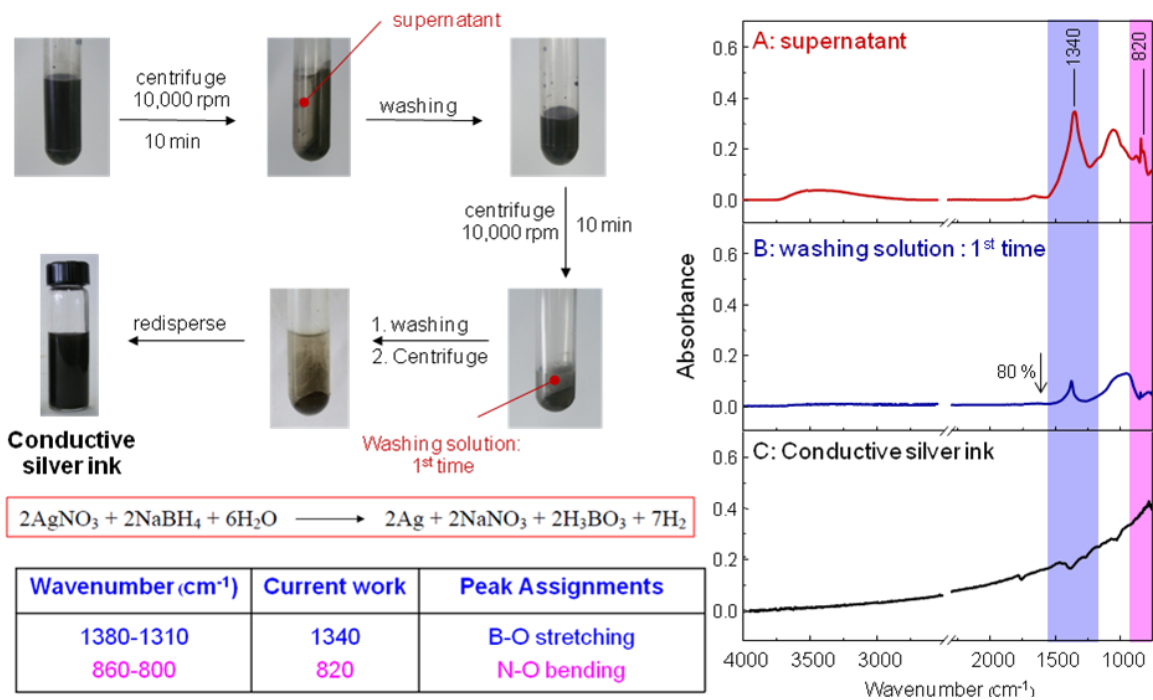 supernatant
centrifuge
10,000 rpm
10 min
washing
centrifuge
10,000 rpm
10 min
1. washing
2. Centrifuge
redisperse
Conductive
silver ink
Washing solution:
1st time
2AgNO3 + 2NaBH4 + 6H2O ⟶ 2Ag + 2NaNO3 + 2H3BO3 + 7H2
Wavenumber (cm-1) Current work Peak Assignments
1380-1310 1340 B-O stretching
860-800 820 N-O bending
Absorbance
A: supernatant
1340
820
0.6
0.4
0.2
0.0
B: washing solution : 1st time
80 %
0.6
0.4
0.2
0.0
C: Conductive silver ink
0.6
0.4
0.2
0.0
4000 3000 2000 1500 1000
Wavenumber (cm-1)